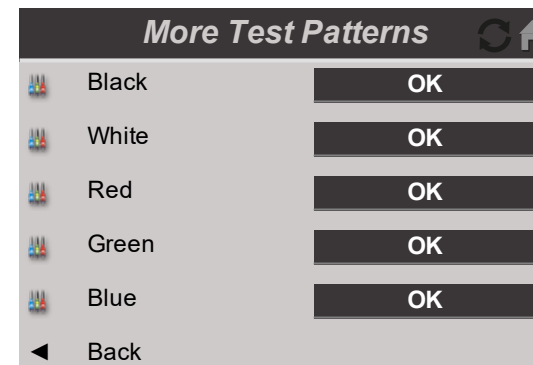 More Test Patterns
Black OK
White OK
Red OK
Green OK
Blue OK
Back